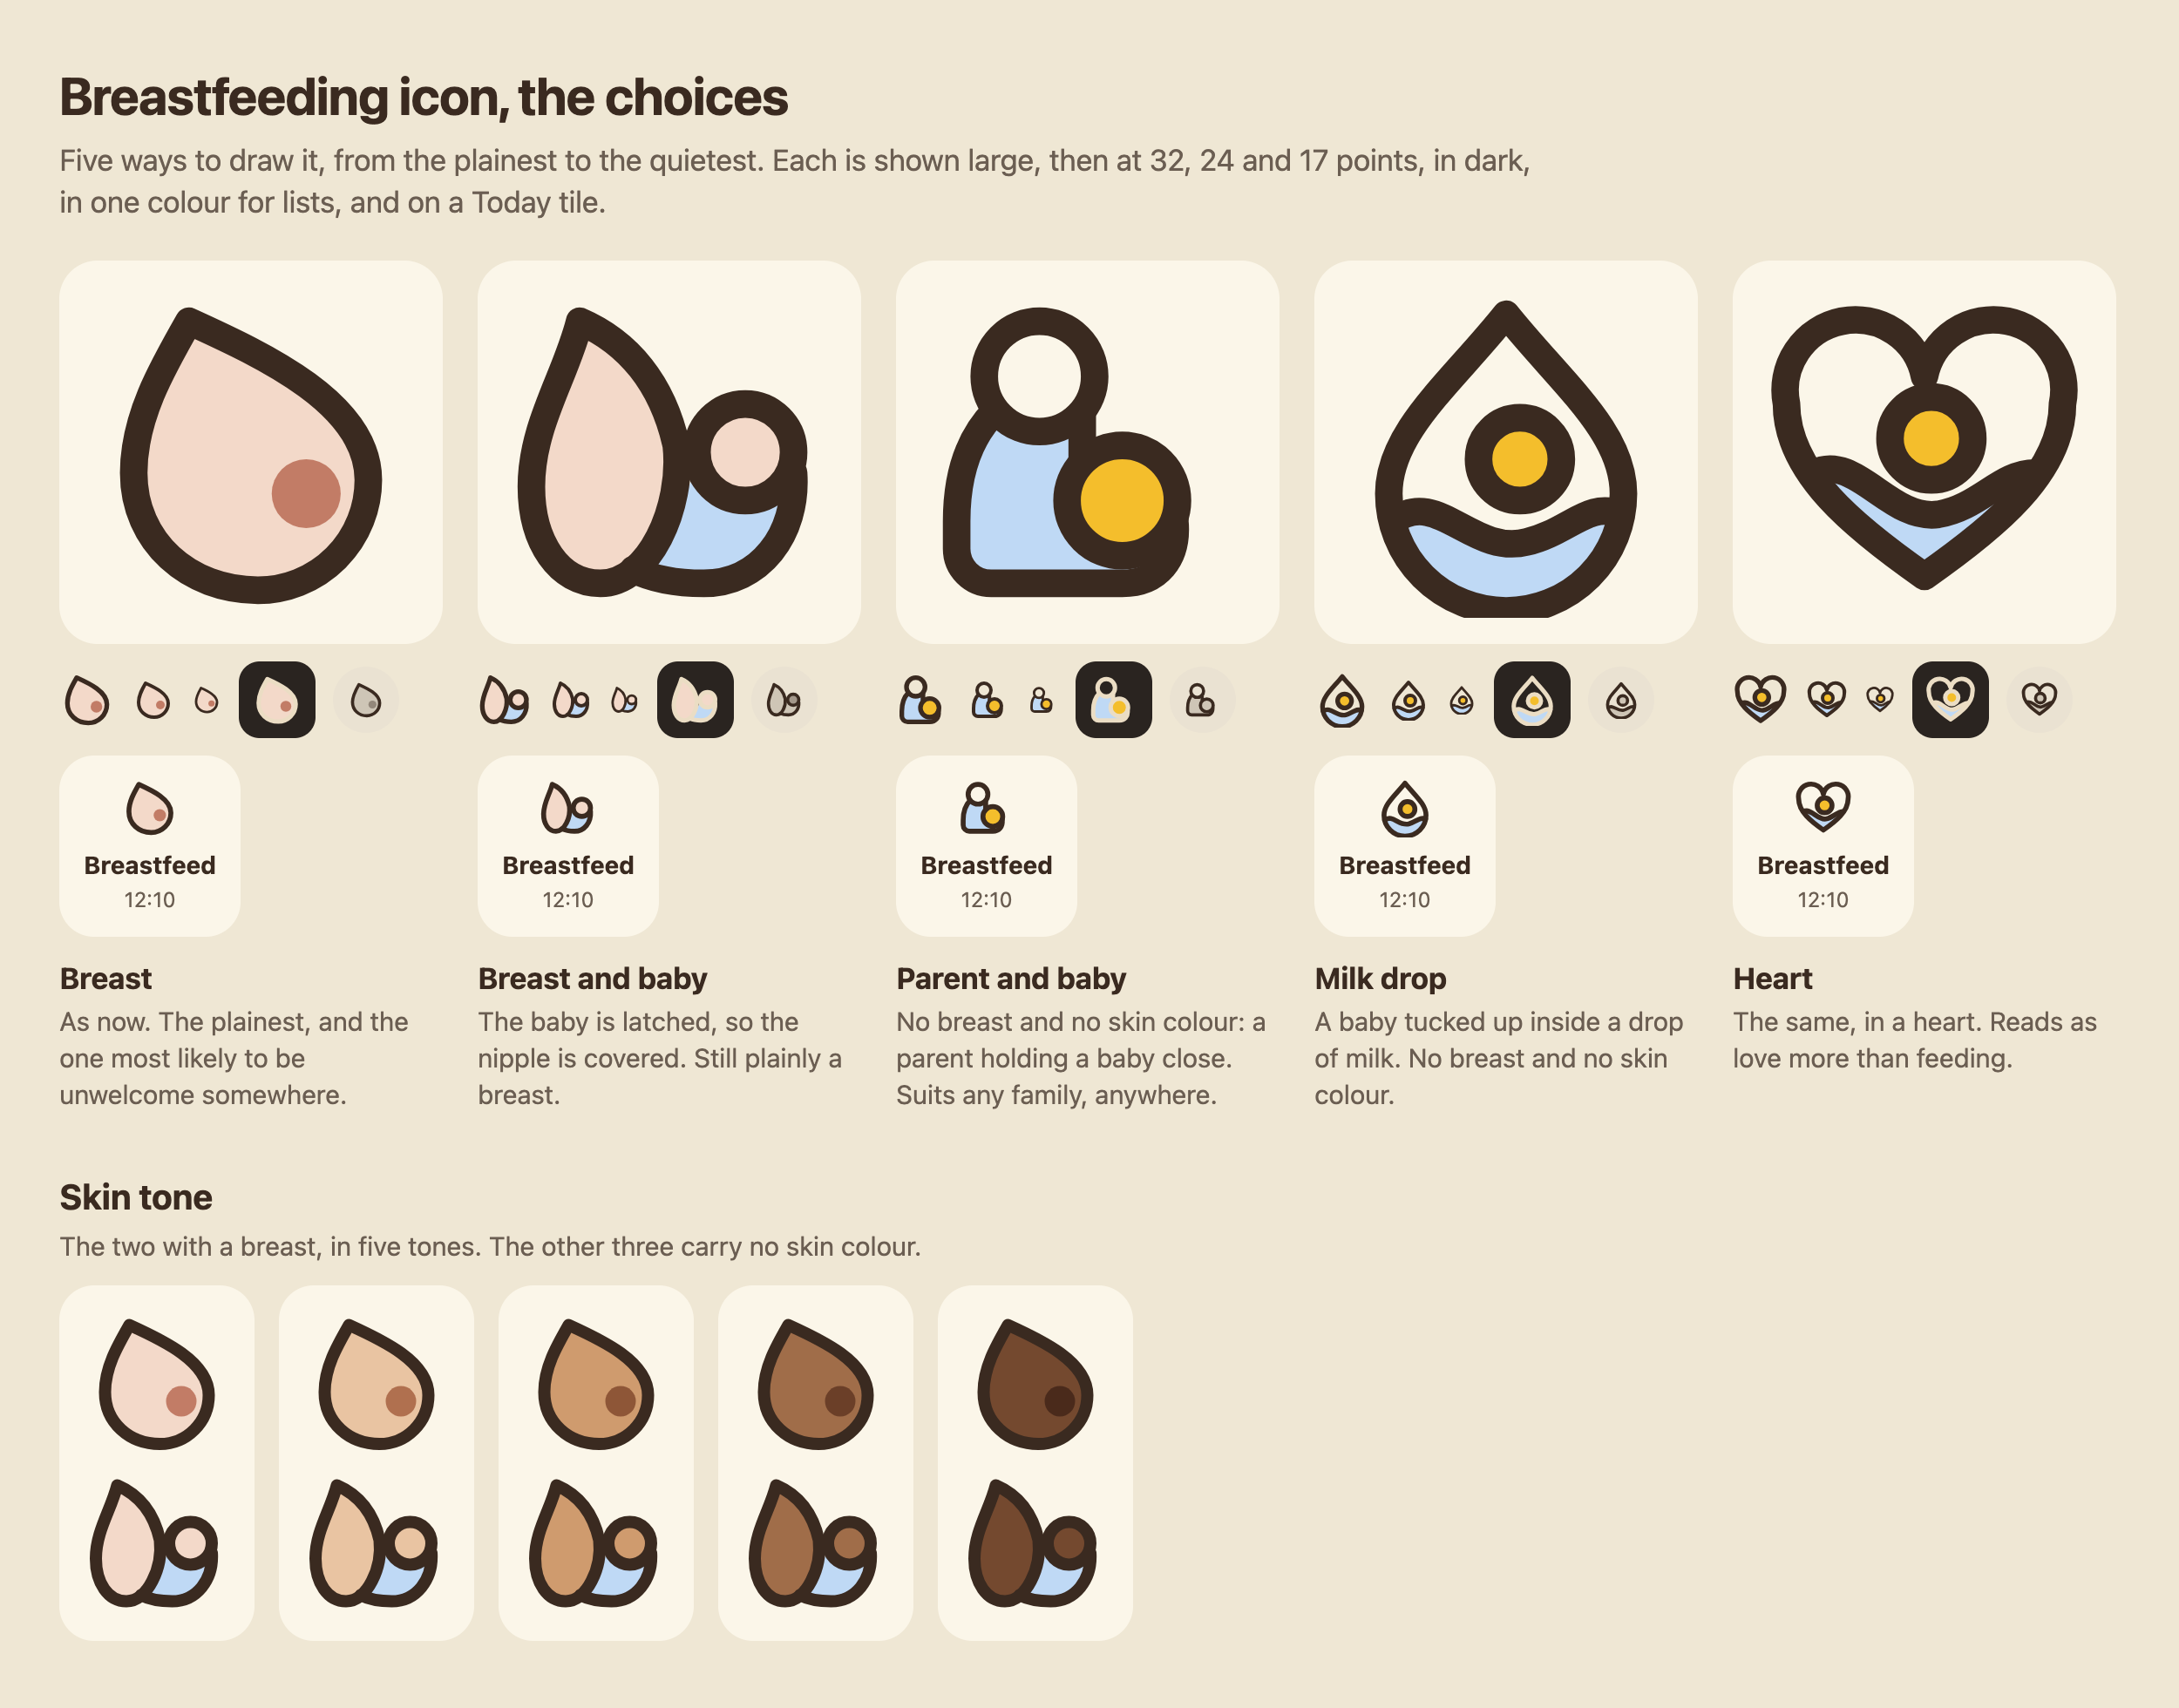 Breastfeeding icon, the choices
Five ways to draw it, from the plainest to the quietest. Each is shown large, then at 32, 24 and 17 points, in dark,
in one colour for lists, and on a Today tile.
Breastfeed
12:10
Breastfeed
12:10
Breastfeed
12:10
Breastfeed
12:10
Breastfeed
12:10
Breast
As now. The plainest, and the
one most likely to be
unwelcome somewhere.
Breast and baby
The baby is latched, so the
nipple is covered. Still plainly a
breast.
Parent and baby
No breast and no skin colour: a
parent holding a baby close.
Suits any family, anywhere.
Milk drop
A baby tucked up inside a drop
of milk. No breast and no skin
colour.
Heart
The same, in a heart. Reads as
love more than feeding.
Skin tone
The two with a breast, in five tones. The other three carry no skin colour.